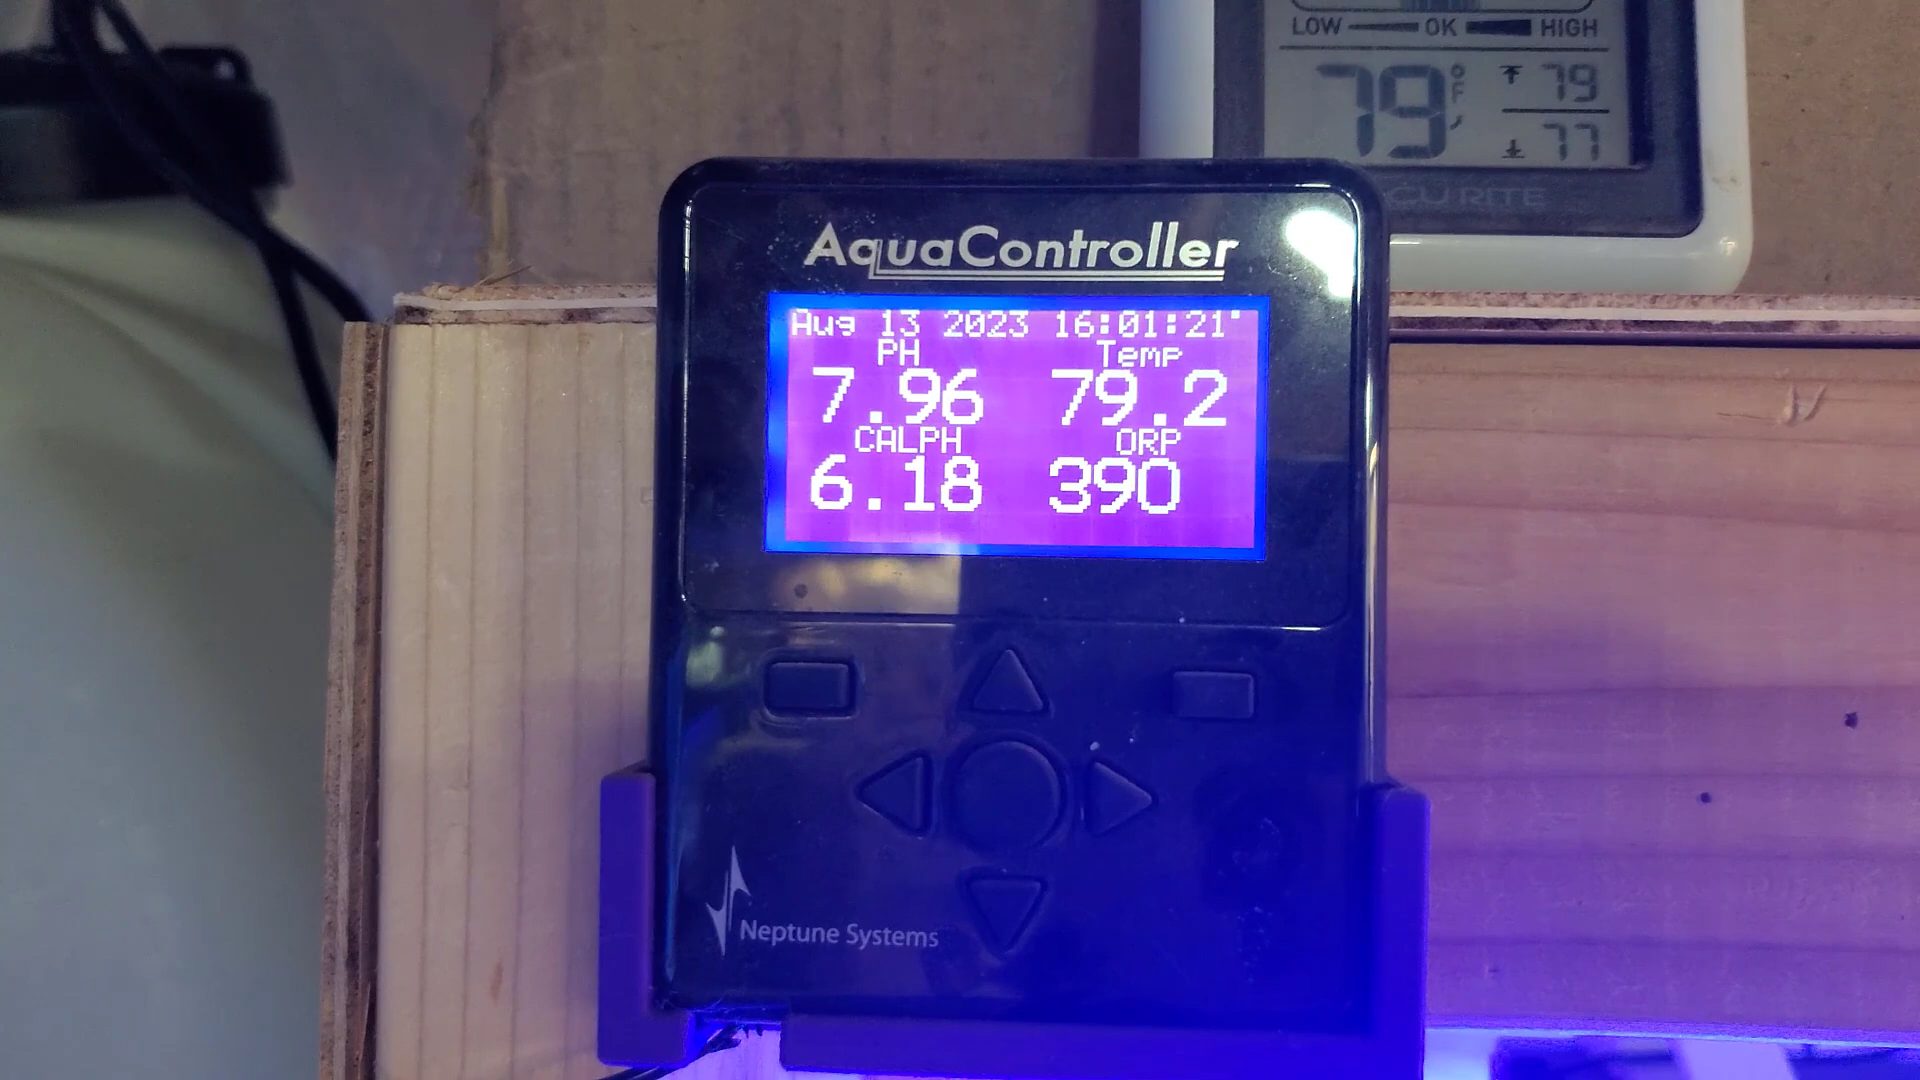 LOW OK HIGH
79 °F 79
77
CURITE
AquaController
Aug 13 2023 16:01:21
PH Temp
7.96 79.2
CALPH ORP
6.18 390
Neptune Systems